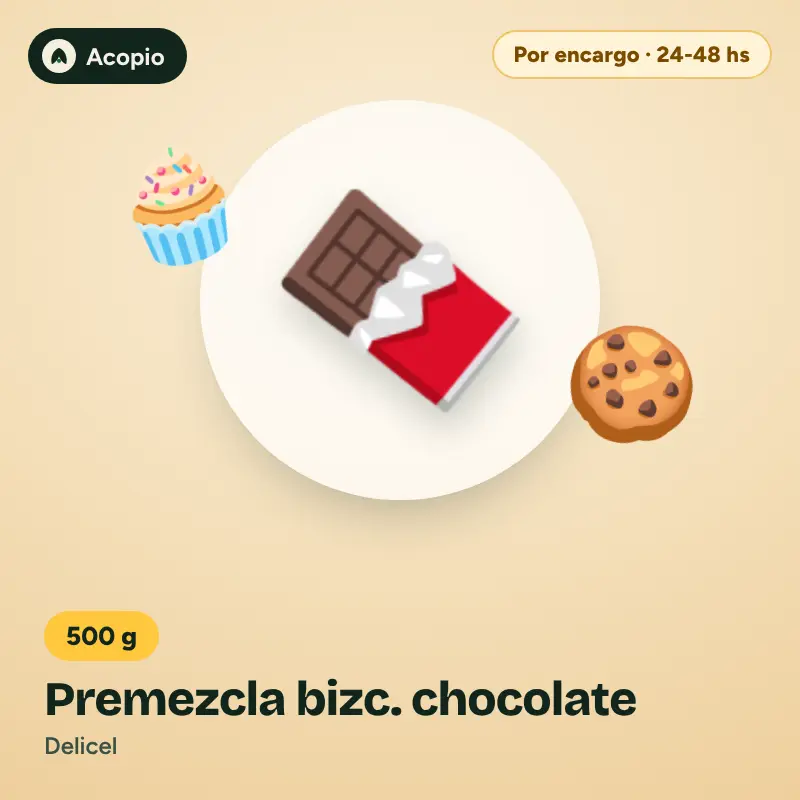 Acopio
Por encargo · 24-48 hs
500 g
Premezcla bizc. chocolate
Delicel